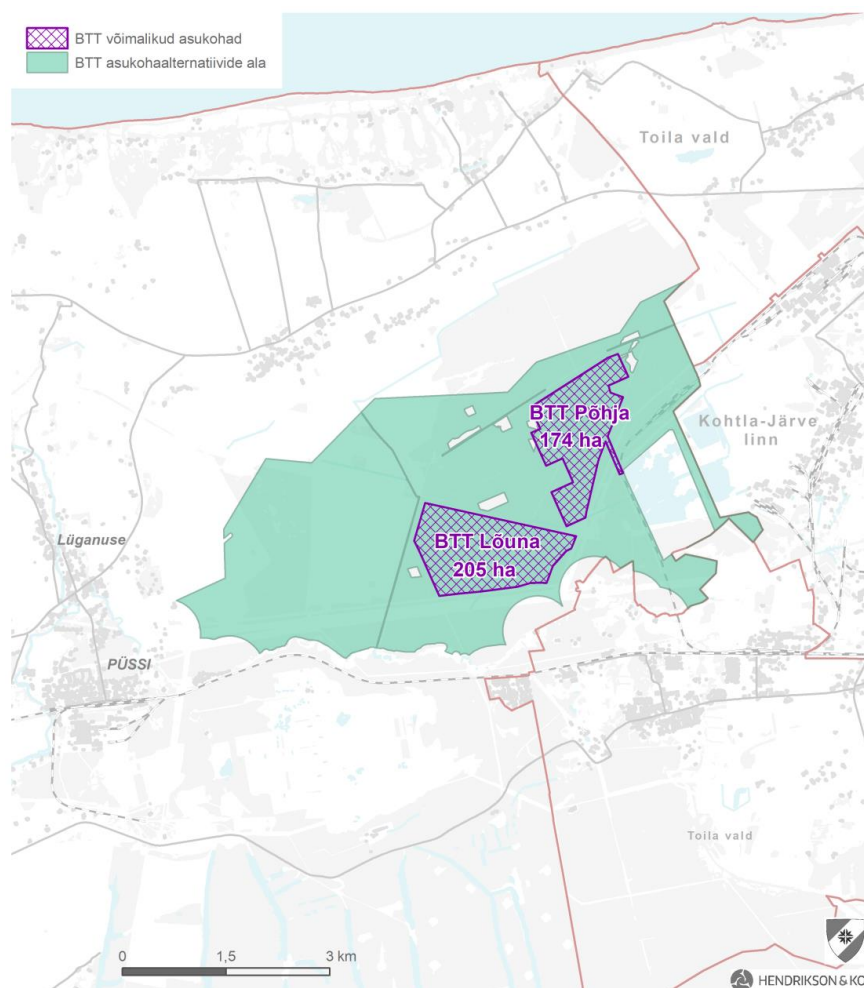 BTT võimalikud asukohad
BTT asukohaalternatiivide ala
Toila vald
BTT Põhja
174 ha
Kohtla-Järve
linn
Lüganuse
BTT Lõuna
205 ha
PÜSSI
Toila vald
0 1,5 3 km
HENDRIKSON & KO